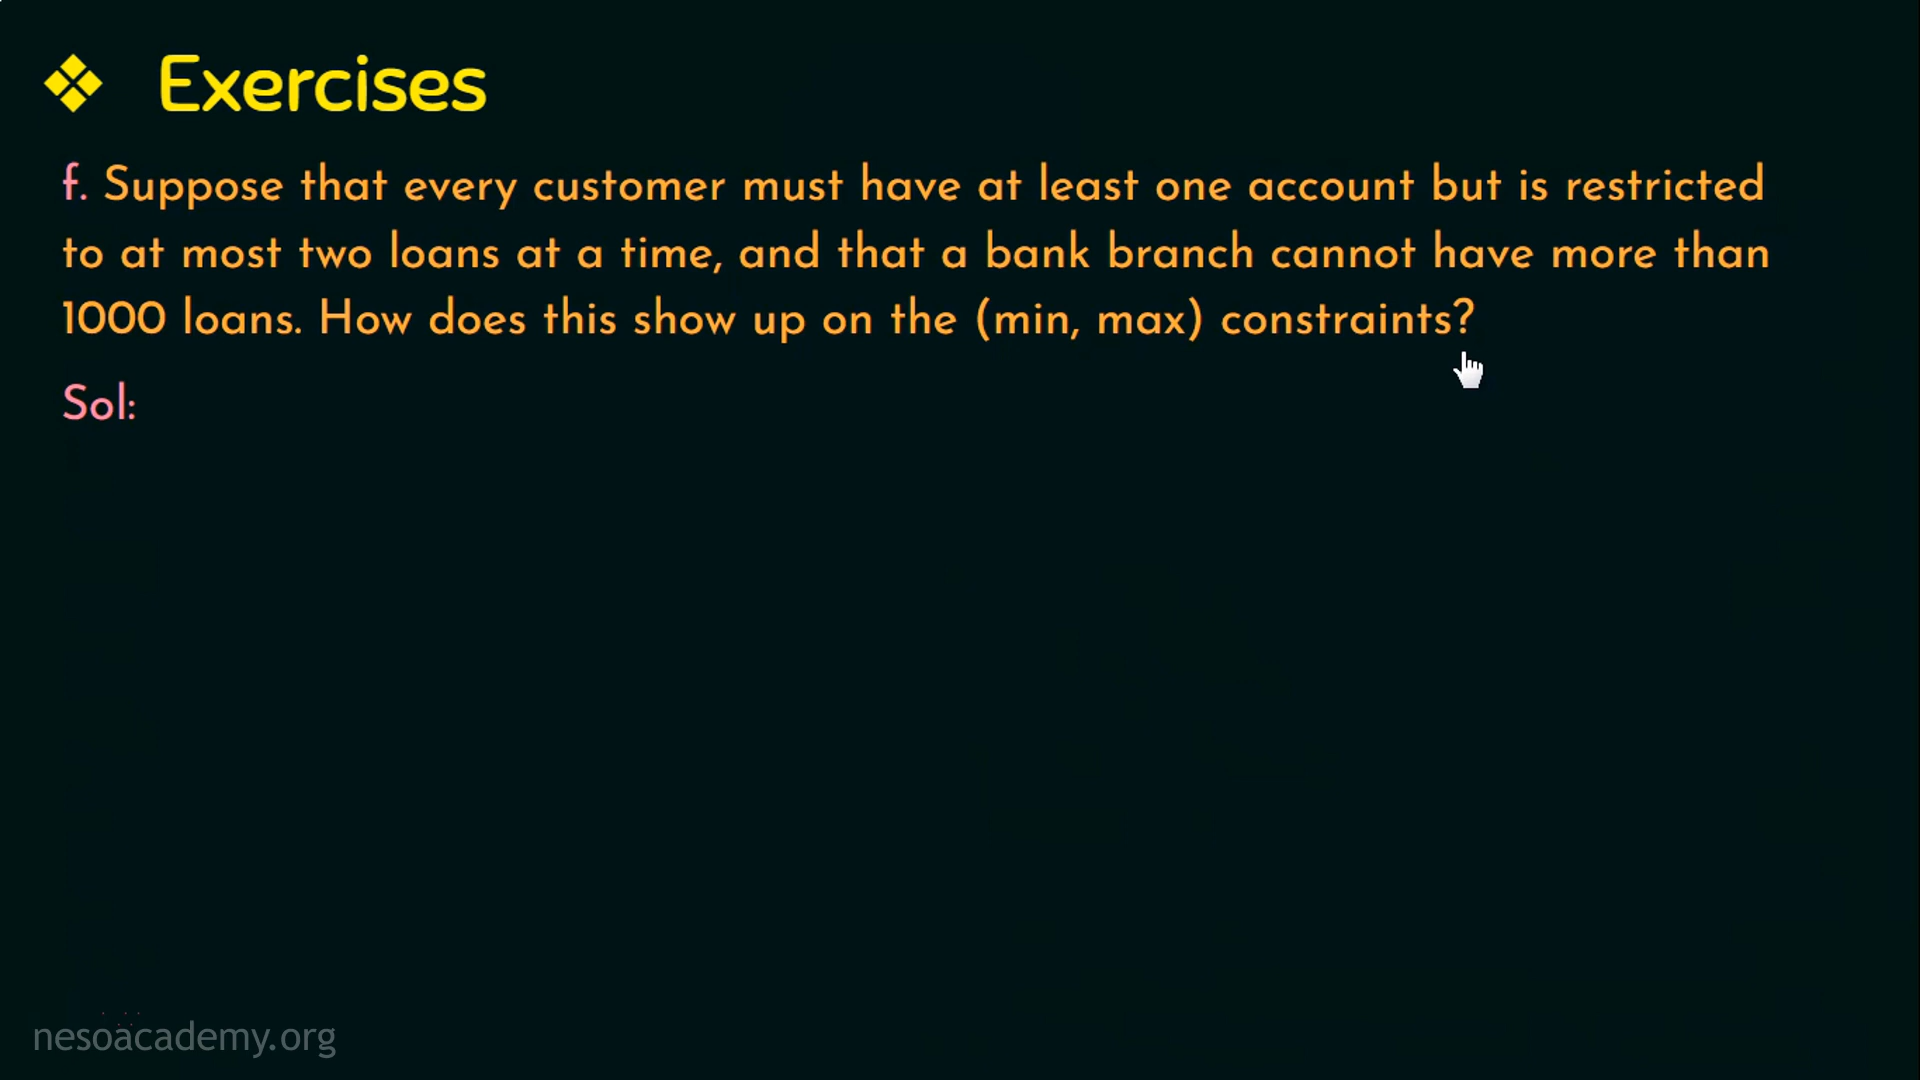 ❖ Exercises
f. Suppose that every customer must have at least one account but is restricted
to at most two loans at a time, and that a bank branch cannot have more than
1000 loans. How does this show up on the (min, max) constraints?
Sol:
nesoacademy.org